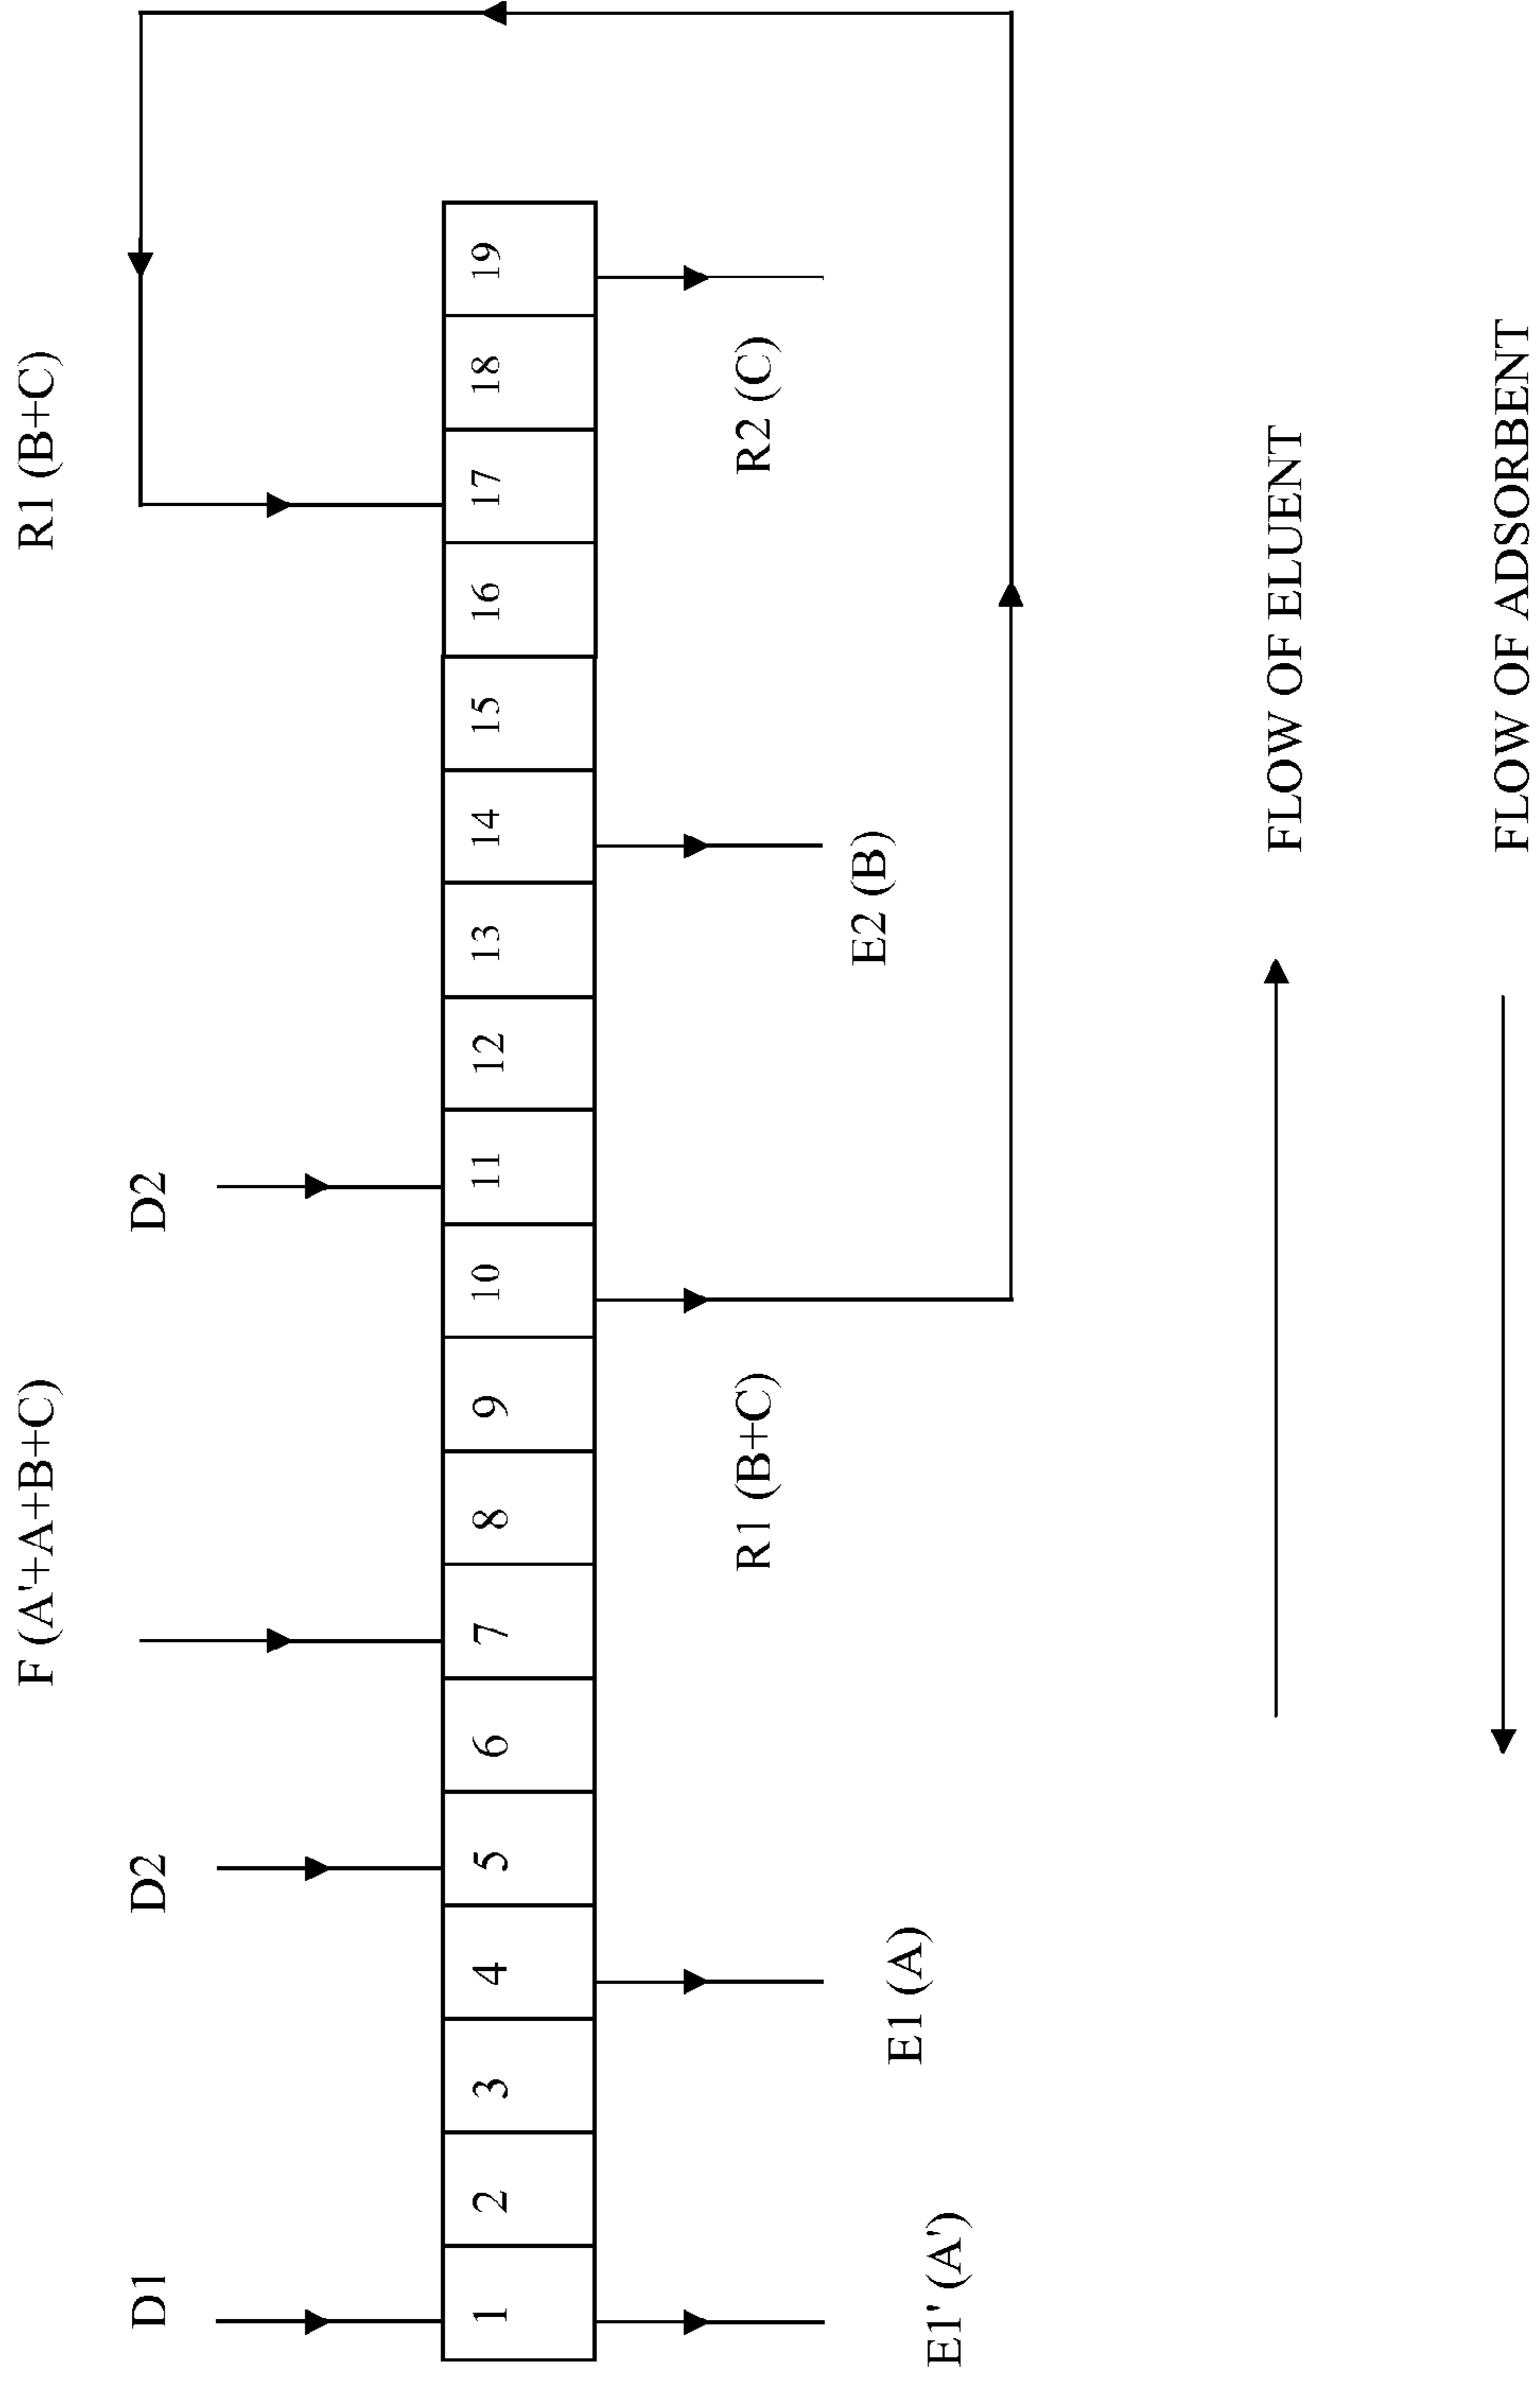 F (A'+A+B+C)
R1 (B+C)
D1
D2
D2
1
2
3
4
5
6
7
8
9
10
11
12
13
14
15
16
17
18
19
R1 (B+C)
R2 (C)
E2 (B)
E1 (A)
E1' (A')
FLOW OF ELUENT
FLOW OF ADSORBENT